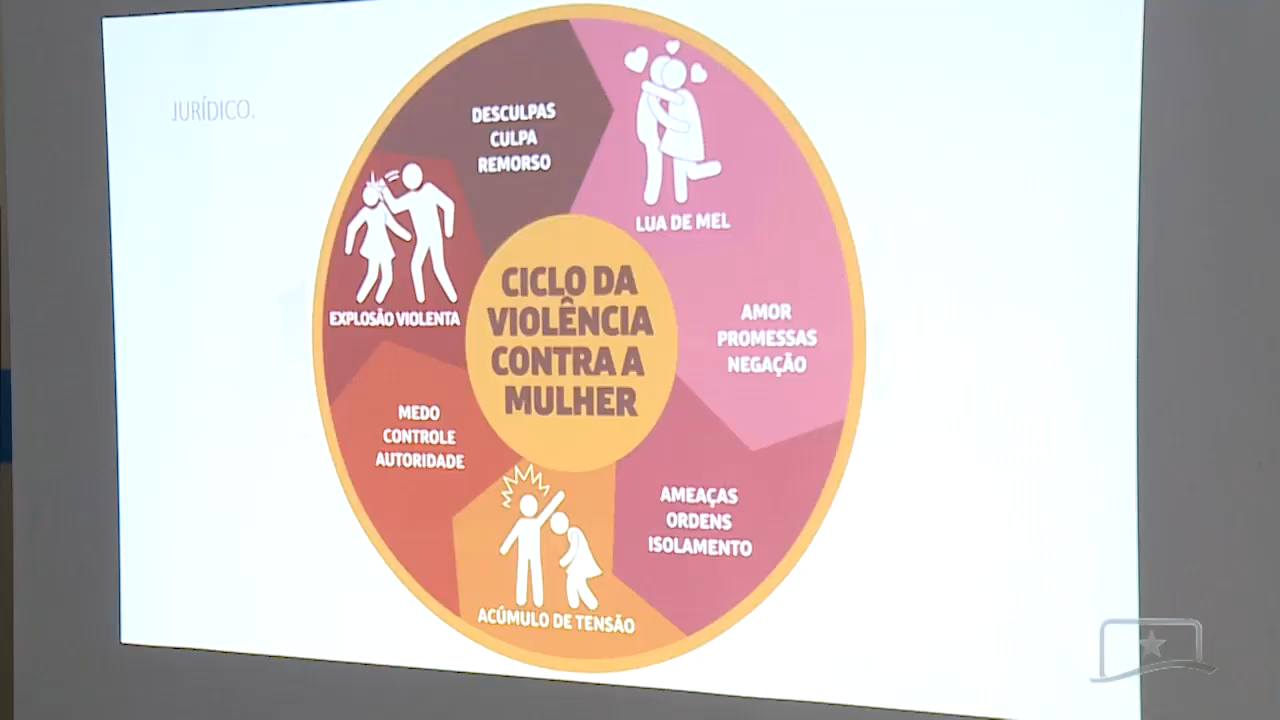 JURÍDICO.
DESCULPAS
CULPA
REMORSO
LUA DE MEL
EXPLOSÃO VIOLENTA
CICLO DA
VIOLÊNCIA
CONTRA A
MULHER
AMOR
PROMESSAS
NEGAÇÃO
MEDO
CONTROLE
AUTORIDADE
AMEAÇAS
ORDENS
ISOLAMENTO
ACÚMULO DE TENSÃO